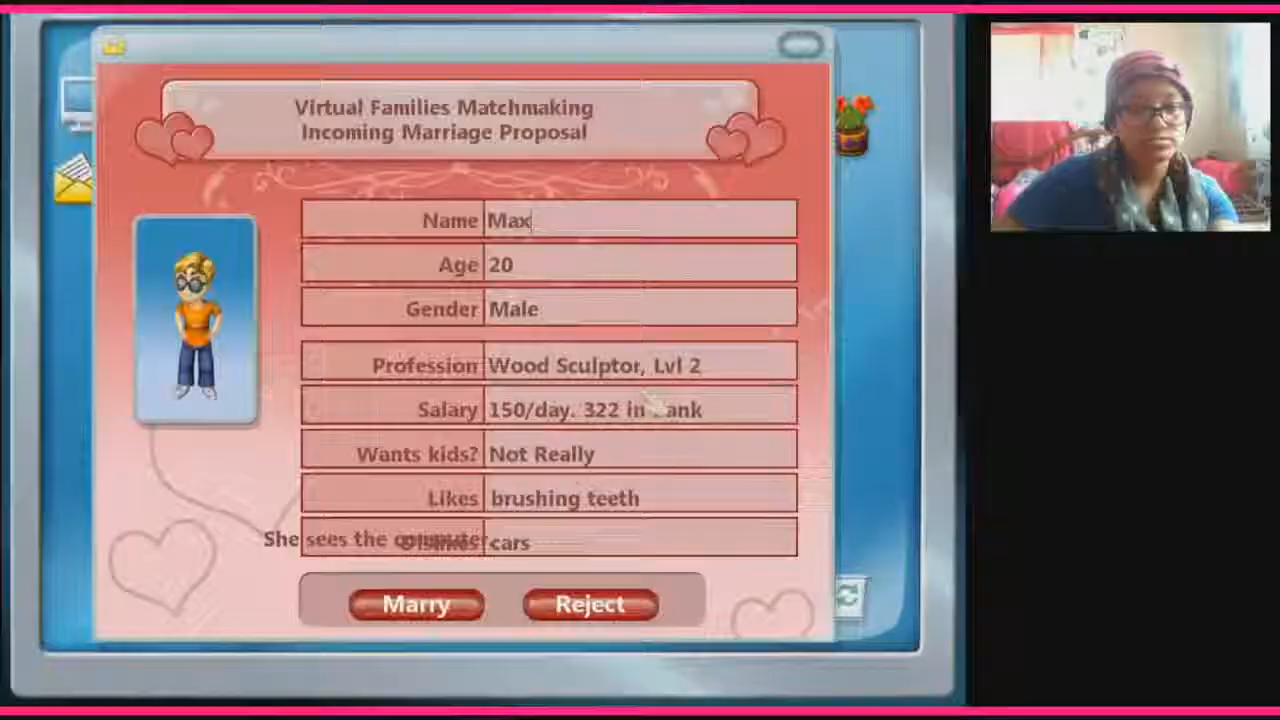 Virtual Families Matchmaking
Incoming Marriage Proposal
Name Max
Age 20
Gender Male
Profession Wood Sculptor, Lvl 2
Salary 150/day. 322 in
Wants kids? Not Really
Likes brushing teeth
She sees the computer
cars
Marry Reject